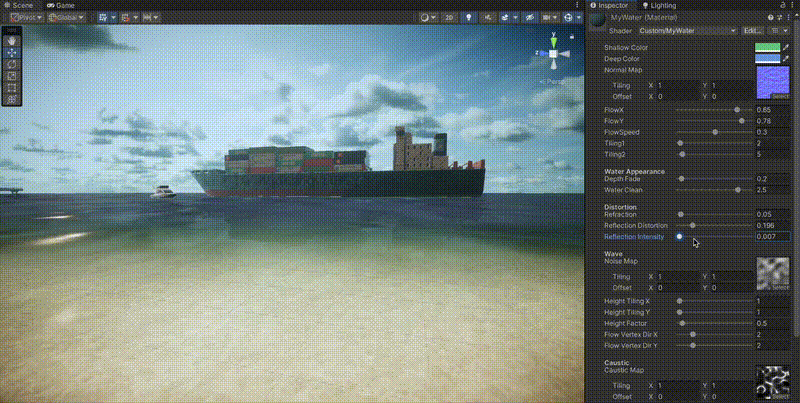 Scene
Game
Pivot
Global
2D
< Persp
Inspector
Lighting
MyWater (Material)
Shader
Custom/MyWater
Edit...
Shallow Color
Deep Color
Normal Map
Tiling X 1 Y 1
Offset X 0 Y 0
Select
FlowX 0.65
FlowY 0.78
FlowSpeed 0.3
Tiling1 2
Tiling2 5
Water Appearance
Depth Fade 0.2
Water Clean 2.5
Distortion
Refraction 0.05
Reflection Distortion 0.196
Reflection Intensity 0.007
Wave
Noise Map
Tiling X 1 Y 1
Offset X 0 Y 0
Select
Height Tiling X 1
Height Tiling Y 1
Height Factor 0.5
Flow Vertex Dir X 2
Flow Vertex Dir Y 2
Caustic
Caustic Map
Tiling X 1 Y 1
Offset X 0 Y 0
Select